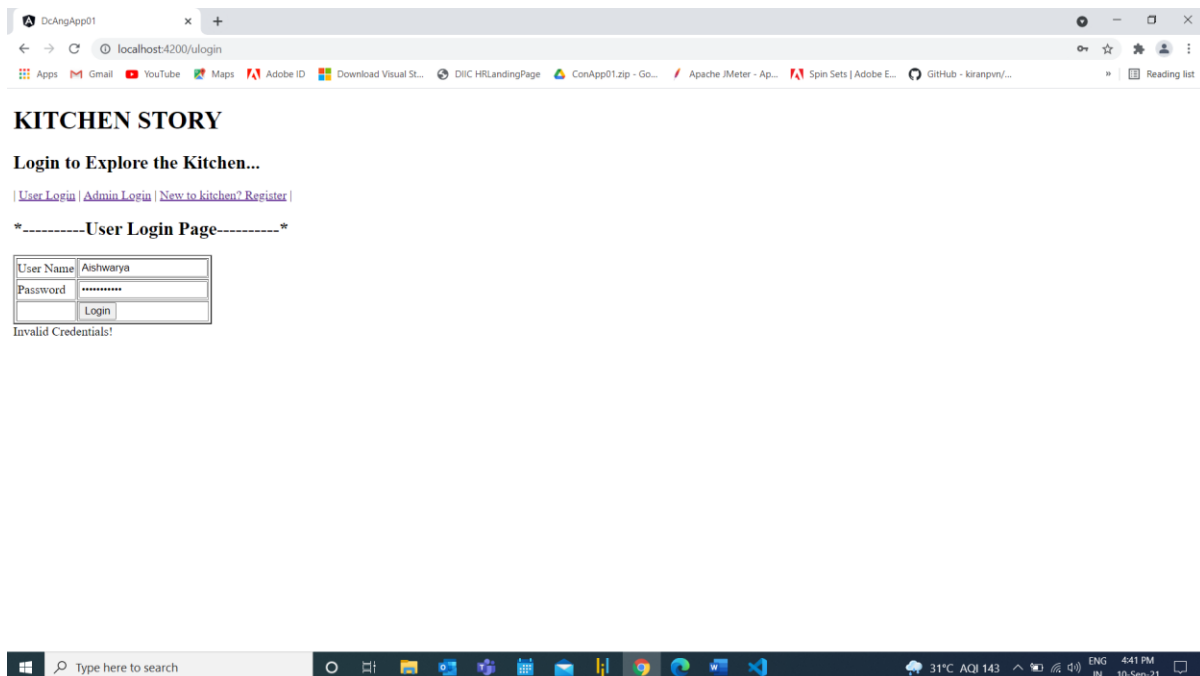 DcAngApp01
localhost:4200/ulogin
Apps Gmail YouTube Maps Adobe ID Download Visual St... DIIC HRLandingPage ConApp01.zip - Go... Apache JMeter - Ap... Spin Sets | Adobe E... GitHub - kiranpvn/... » Reading list
KITCHEN STORY
Login to Explore the Kitchen...
| User Login | Admin Login | New to kitchen? Register |
*----------User Login Page----------*
User Name Aishwarya
Password •••••••••••
Login
Invalid Credentials!
Type here to search 31°C AQI 143 ENG 4:41 PM
IN 10-Sep-21